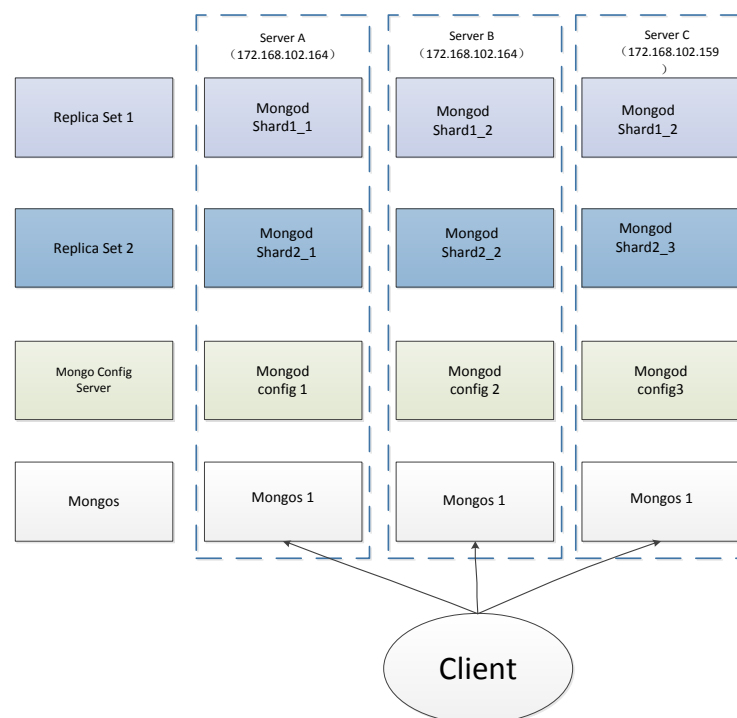 Server A
（172.168.102.164）
Server B
（172.168.102.164）
Server C
（172.168.102.159
）
Replica Set 1
Mongod
Shard1_1
Mongod
Shard1_2
Mongod
Shard1_2
Replica Set 2
Mongod
Shard2_1
Mongod
Shard2_2
Mongod
Shard2_3
Mongo Config
Server
Mongod
config 1
Mongod
config 2
Mongod
config3
Mongos
Mongos 1
Mongos 1
Mongos 1
Client